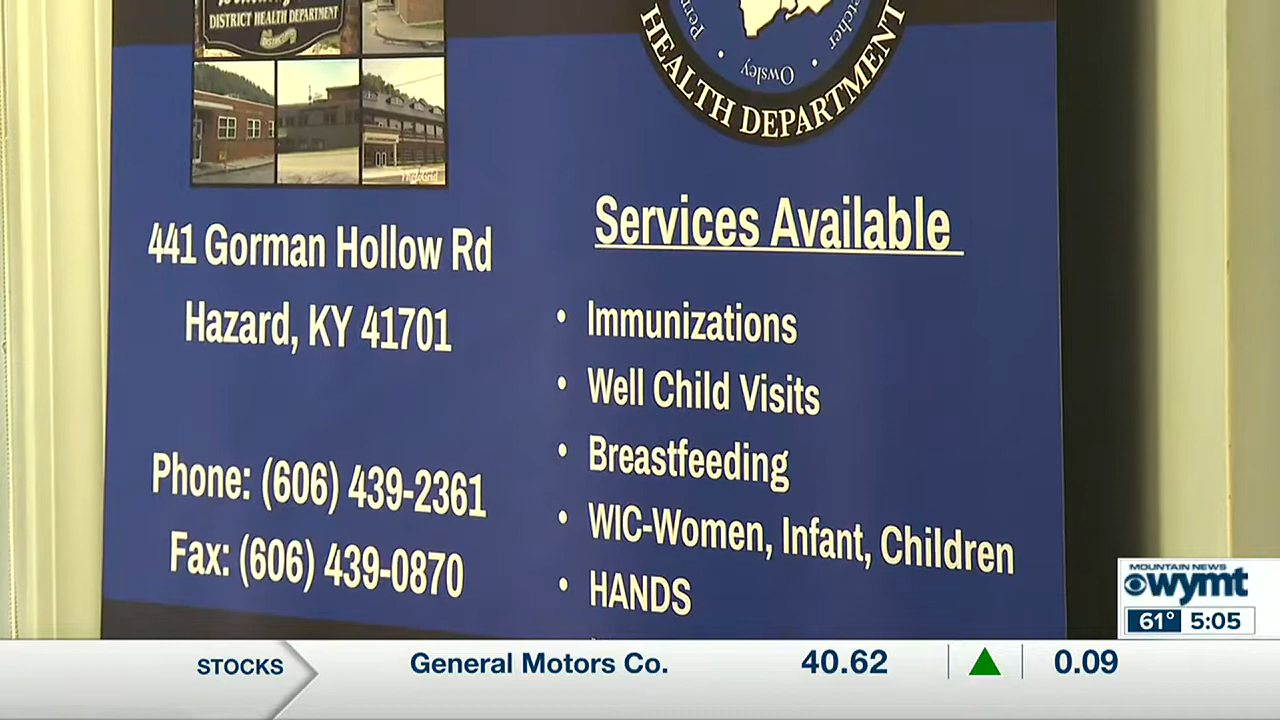 DISTRICT HEALTH DEPARTMENT
HEALTH DEPARTMENT
Owsley
441 Gorman Hollow Rd
Hazard, KY 41701
Phone: (606) 439-2361
Fax: (606) 439-0870
Services Available
• Immunizations
• Well Child Visits
• Breastfeeding
• WIC-Women, Infant, Children
• HANDS
MOUNTAIN NEWS
wymt
61° 5:05
STOCKS General Motors Co. 40.62 0.09